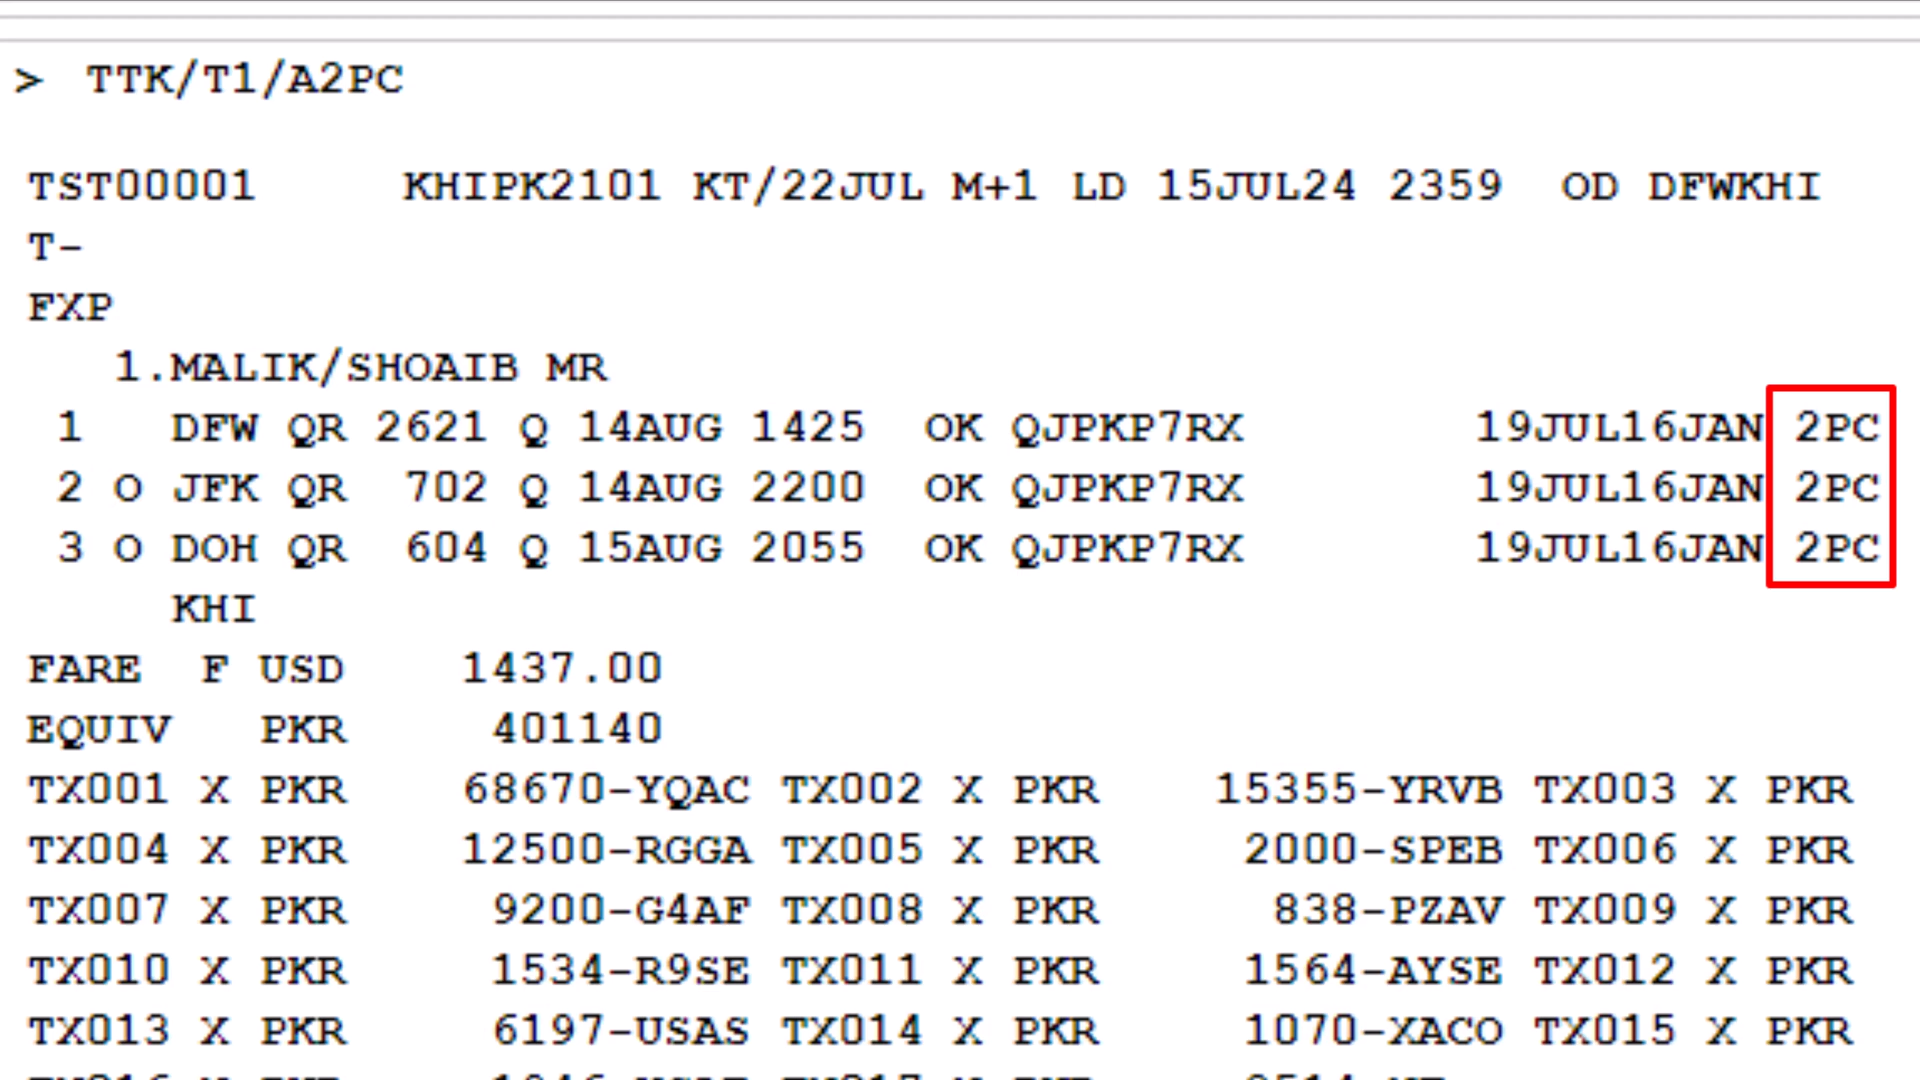 > TTK/T1/A2PC
TST00001 KHIPK2101 KT/22JUL M+1 LD 15JUL24 2359 OD DFWKHI
T-
FXP
1.MALIK/SHOAIB MR
1 DFW QR 2621 Q 14AUG 1425 OK QJPKP7RX 19JUL16JAN 2PC
2 O JFK QR 702 Q 14AUG 2200 OK QJPKP7RX 19JUL16JAN 2PC
3 O DOH QR 604 Q 15AUG 2055 OK QJPKP7RX 19JUL16JAN 2PC
KHI
FARE F USD 1437.00
EQUIV PKR 401140
TX001 X PKR 68670-YQAC TX002 X PKR 15355-YRVB TX003 X PKR
TX004 X PKR 12500-RGGA TX005 X PKR 2000-SPEB TX006 X PKR
TX007 X PKR 9200-G4AF TX008 X PKR 838-PZAV TX009 X PKR
TX010 X PKR 1534-R9SE TX011 X PKR 1564-AYSE TX012 X PKR
TX013 X PKR 6197-USAS TX014 X PKR 1070-XACO TX015 X PKR